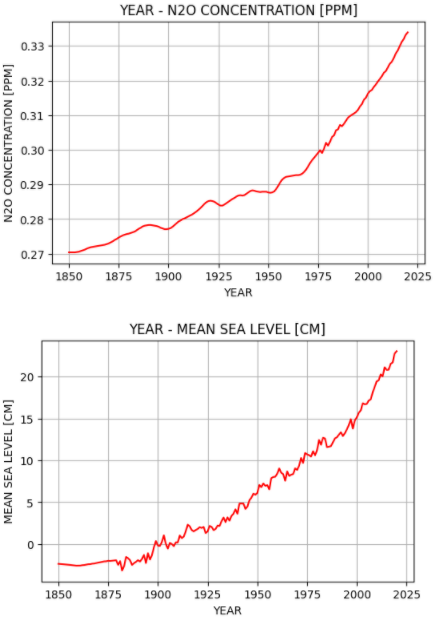 YEAR - N2O CONCENTRATION [PPM]
N2O CONCENTRATION [PPM]
0.33
0.32
0.31
0.30
0.29
0.28
0.27
1850 1875 1900 1925 1950 1975 2000 2025
YEAR
YEAR - MEAN SEA LEVEL [CM]
MEAN SEA LEVEL [CM]
20
15
10
5
0
1850 1875 1900 1925 1950 1975 2000 2025
YEAR